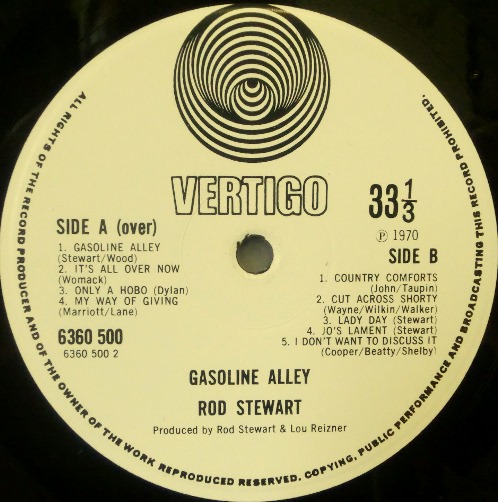 VERTIGO
33 1/3
℗ 1970
SIDE A (over)
1. GASOLINE ALLEY
(Stewart/Wood)
2. IT'S ALL OVER NOW
(Womack)
3. ONLY A HOBO (Dylan)
4. MY WAY OF GIVING
(Marriott/Lane)
6360 500
6360 500 2
SIDE B
1. COUNTRY COMFORTS
(John/Taupin)
2. CUT ACROSS SHORTY
(Wayne/Wilkin/Walker)
3. LADY DAY (Stewart)
4. JO'S LAMENT (Stewart)
5. I DON'T WANT TO DISCUSS IT
(Cooper/Beatty/Shelby)
GASOLINE ALLEY
ROD STEWART
Produced by Rod Stewart & Lou Reizner
ALL RIGHTS OF THE RECORD PRODUCER AND OF THE OWNER OF THE WORK REPRODUCED RESERVED. COPYING, PUBLIC PERFORMANCE AND BROADCASTING THIS RECORD PROHIBITED.